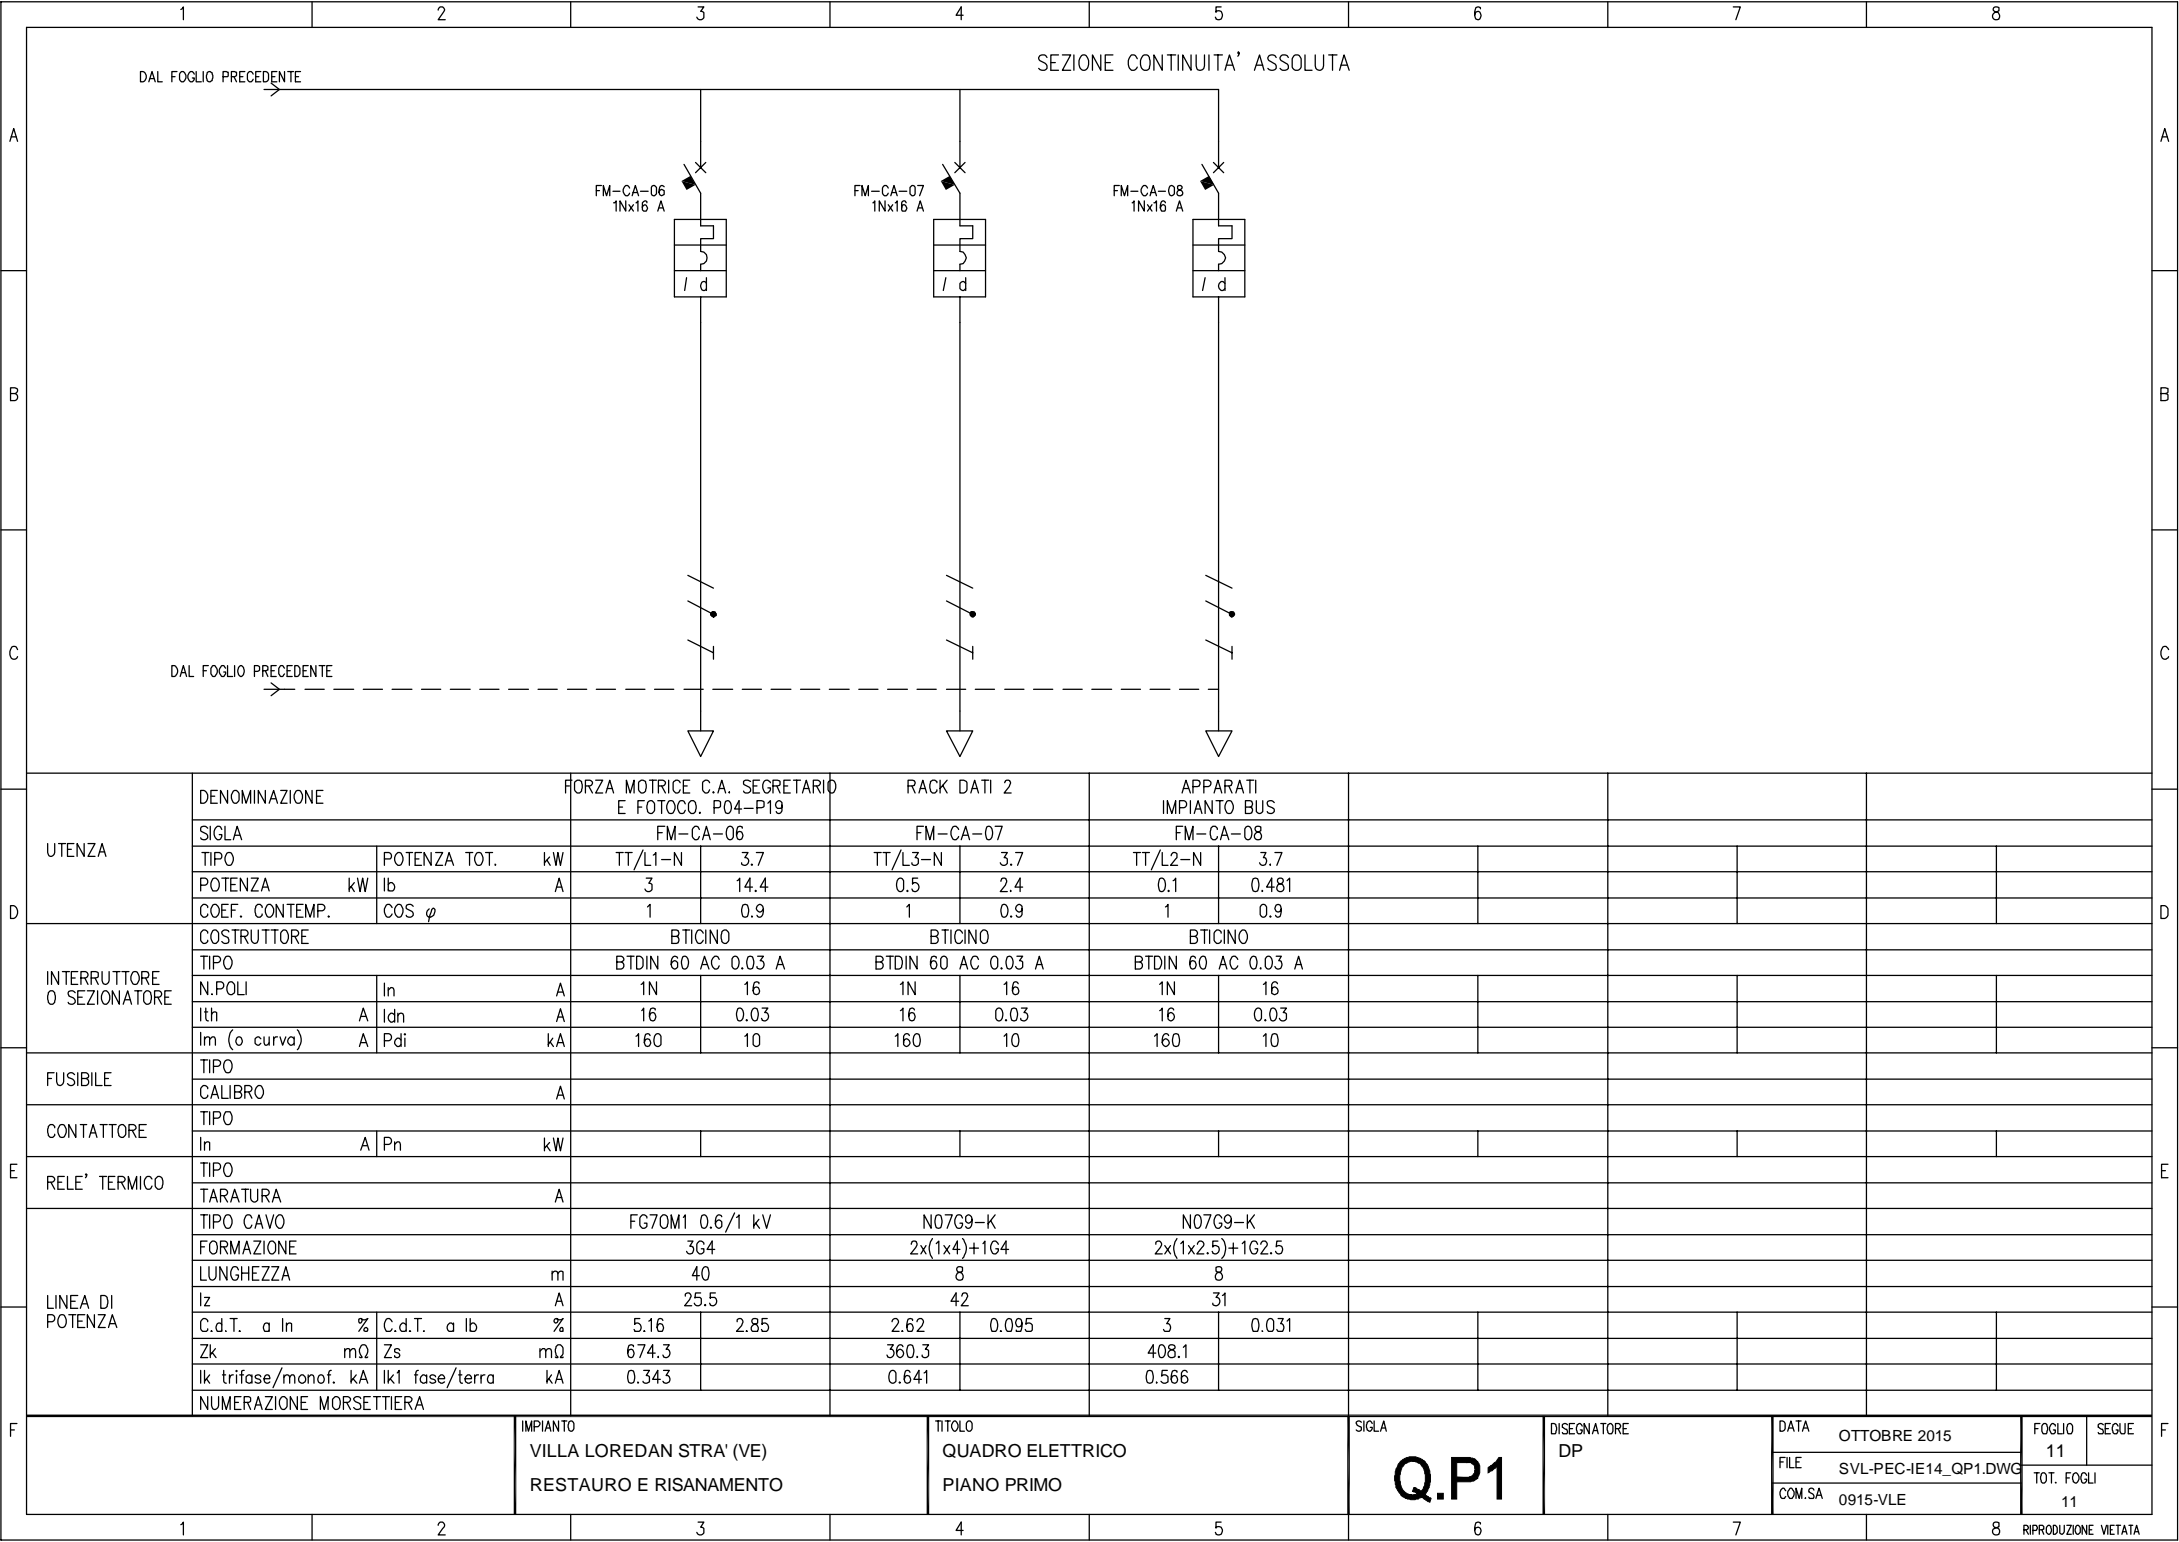 1 2 3 4 5 6 7 8
SEZIONE CONTINUITA' ASSOLUTA
DAL FOGLIO PRECEDENTE
A A
FM-CA-06 FM-CA-07 FM-CA-08
1Nx16 A 1Nx16 A 1Nx16 A
I d I d I d
B B
C C
DAL FOGLIO PRECEDENTE
UTENZA
DENOMINAZIONE FORZA MOTRICE C.A. SEGRETARIO RACK DATI 2 APPARATI
E FOTOCO. P04-P19 IMPIANTO BUS
SIGLA FM-CA-06 FM-CA-07 FM-CA-08
TIPO POTENZA TOT. kW TT/L1-N 3.7 TT/L3-N 3.7 TT/L2-N 3.7
POTENZA kW Ib A 3 14.4 0.5 2.4 0.1 0.481
COEF. CONTEMP. COS φ 1 0.9 1 0.9 1 0.9
D D
INTERRUTTORE
O SEZIONATORE
COSTRUTTORE BTICINO BTICINO BTICINO
TIPO BTDIN 60 AC 0.03 A BTDIN 60 AC 0.03 A BTDIN 60 AC 0.03 A
N.POLI In A 1N 16 1N 16 1N 16
Ith A Idn A 16 0.03 16 0.03 16 0.03
Im (o curva) A Pdi kA 160 10 160 10 160 10
FUSIBILE
TIPO
CALIBRO A
CONTATTORE
TIPO
In A Pn kW
E E
RELE' TERMICO
TIPO
TARATURA A
LINEA DI
POTENZA
TIPO CAVO FG7OM1 0.6/1 kV N07G9-K N07G9-K
FORMAZIONE 3G4 2x(1x4)+1G4 2x(1x2.5)+1G2.5
LUNGHEZZA m 40 8 8
Iz A 25.5 42 31
C.d.T. a In % C.d.T. a Ib % 5.16 2.85 2.62 0.095 3 0.031
Zk mΩ Zs mΩ 674.3 360.3 408.1
Ik trifase/monof. kA Ik1 fase/terra kA 0.343 0.641 0.566
NUMERAZIONE MORSETTIERA
F F
IMPIANTO
VILLA LOREDAN STRA' (VE)
RESTAURO E RISANAMENTO
TITOLO
QUADRO ELETTRICO
PIANO PRIMO
SIGLA
Q.P1
DISEGNATORE
DP
DATA OTTOBRE 2015
FILE SVL-PEC-IE14_QP1.DWG
COM.SA 0915-VLE
FOGLIO SEGUE
11
TOT. FOGLI
11
1 2 3 4 5 6 7 8
RIPRODUZIONE VIETATA